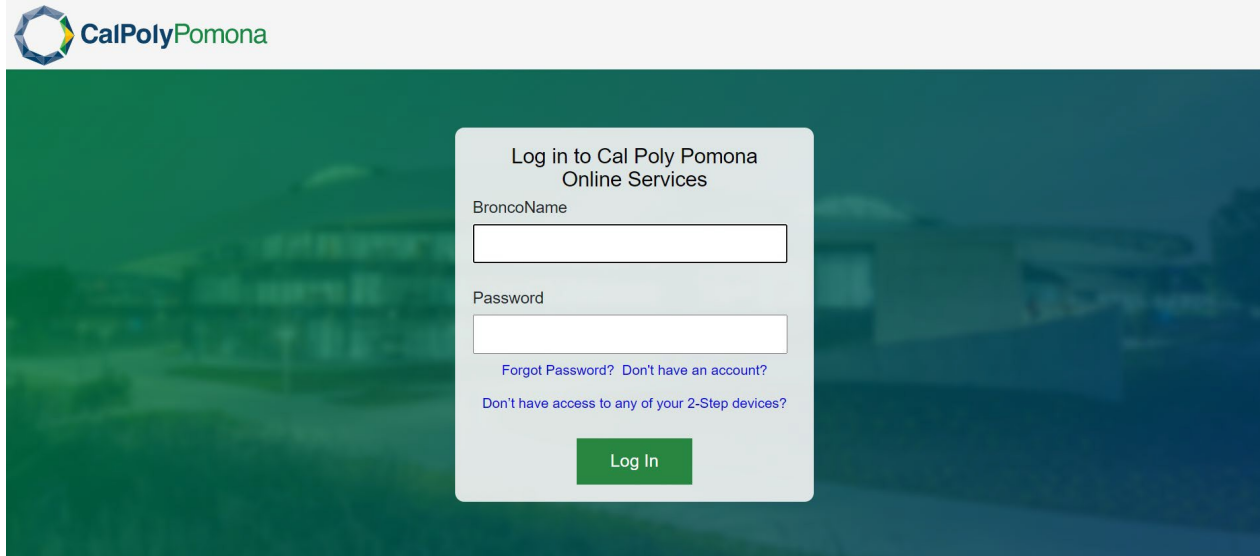 CalPolyPomona
Log in to Cal Poly Pomona
Online Services
BroncoName
Password
Forgot Password? Don't have an account?
Don’t have access to any of your 2-Step devices?
Log In